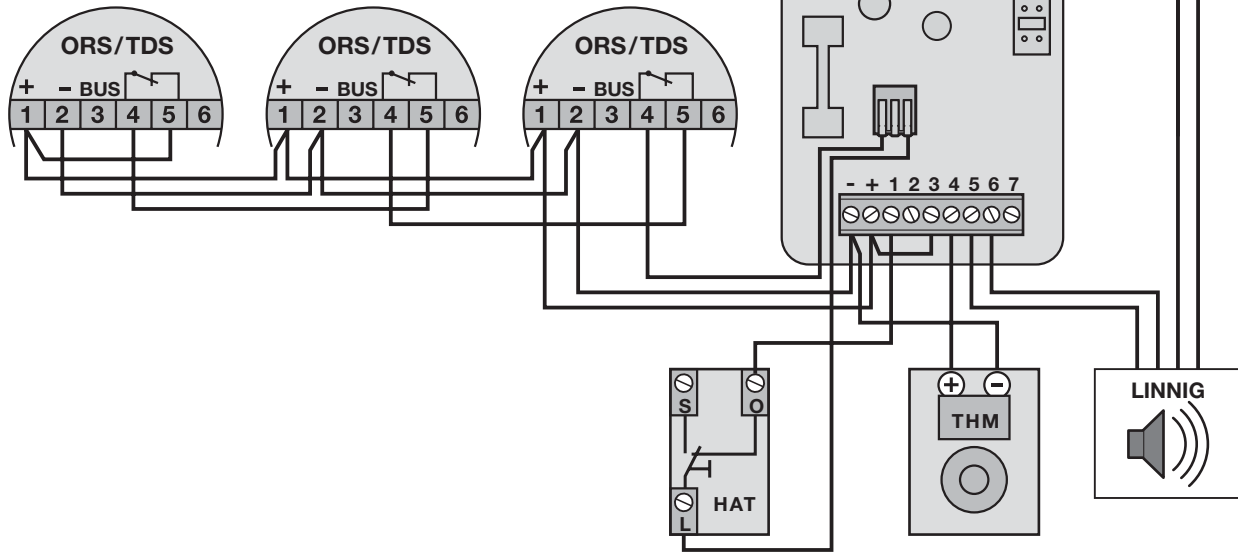 ORS/TDS
+ - BUS
1 2 3 4 5 6
ORS/TDS
+ - BUS
1 2 3 4 5 6
ORS/TDS
+ - BUS
1 2 3 4 5 6
- + 1 2 3 4 5 6 7
S O
L HAT
+ -
THM
LINNIG